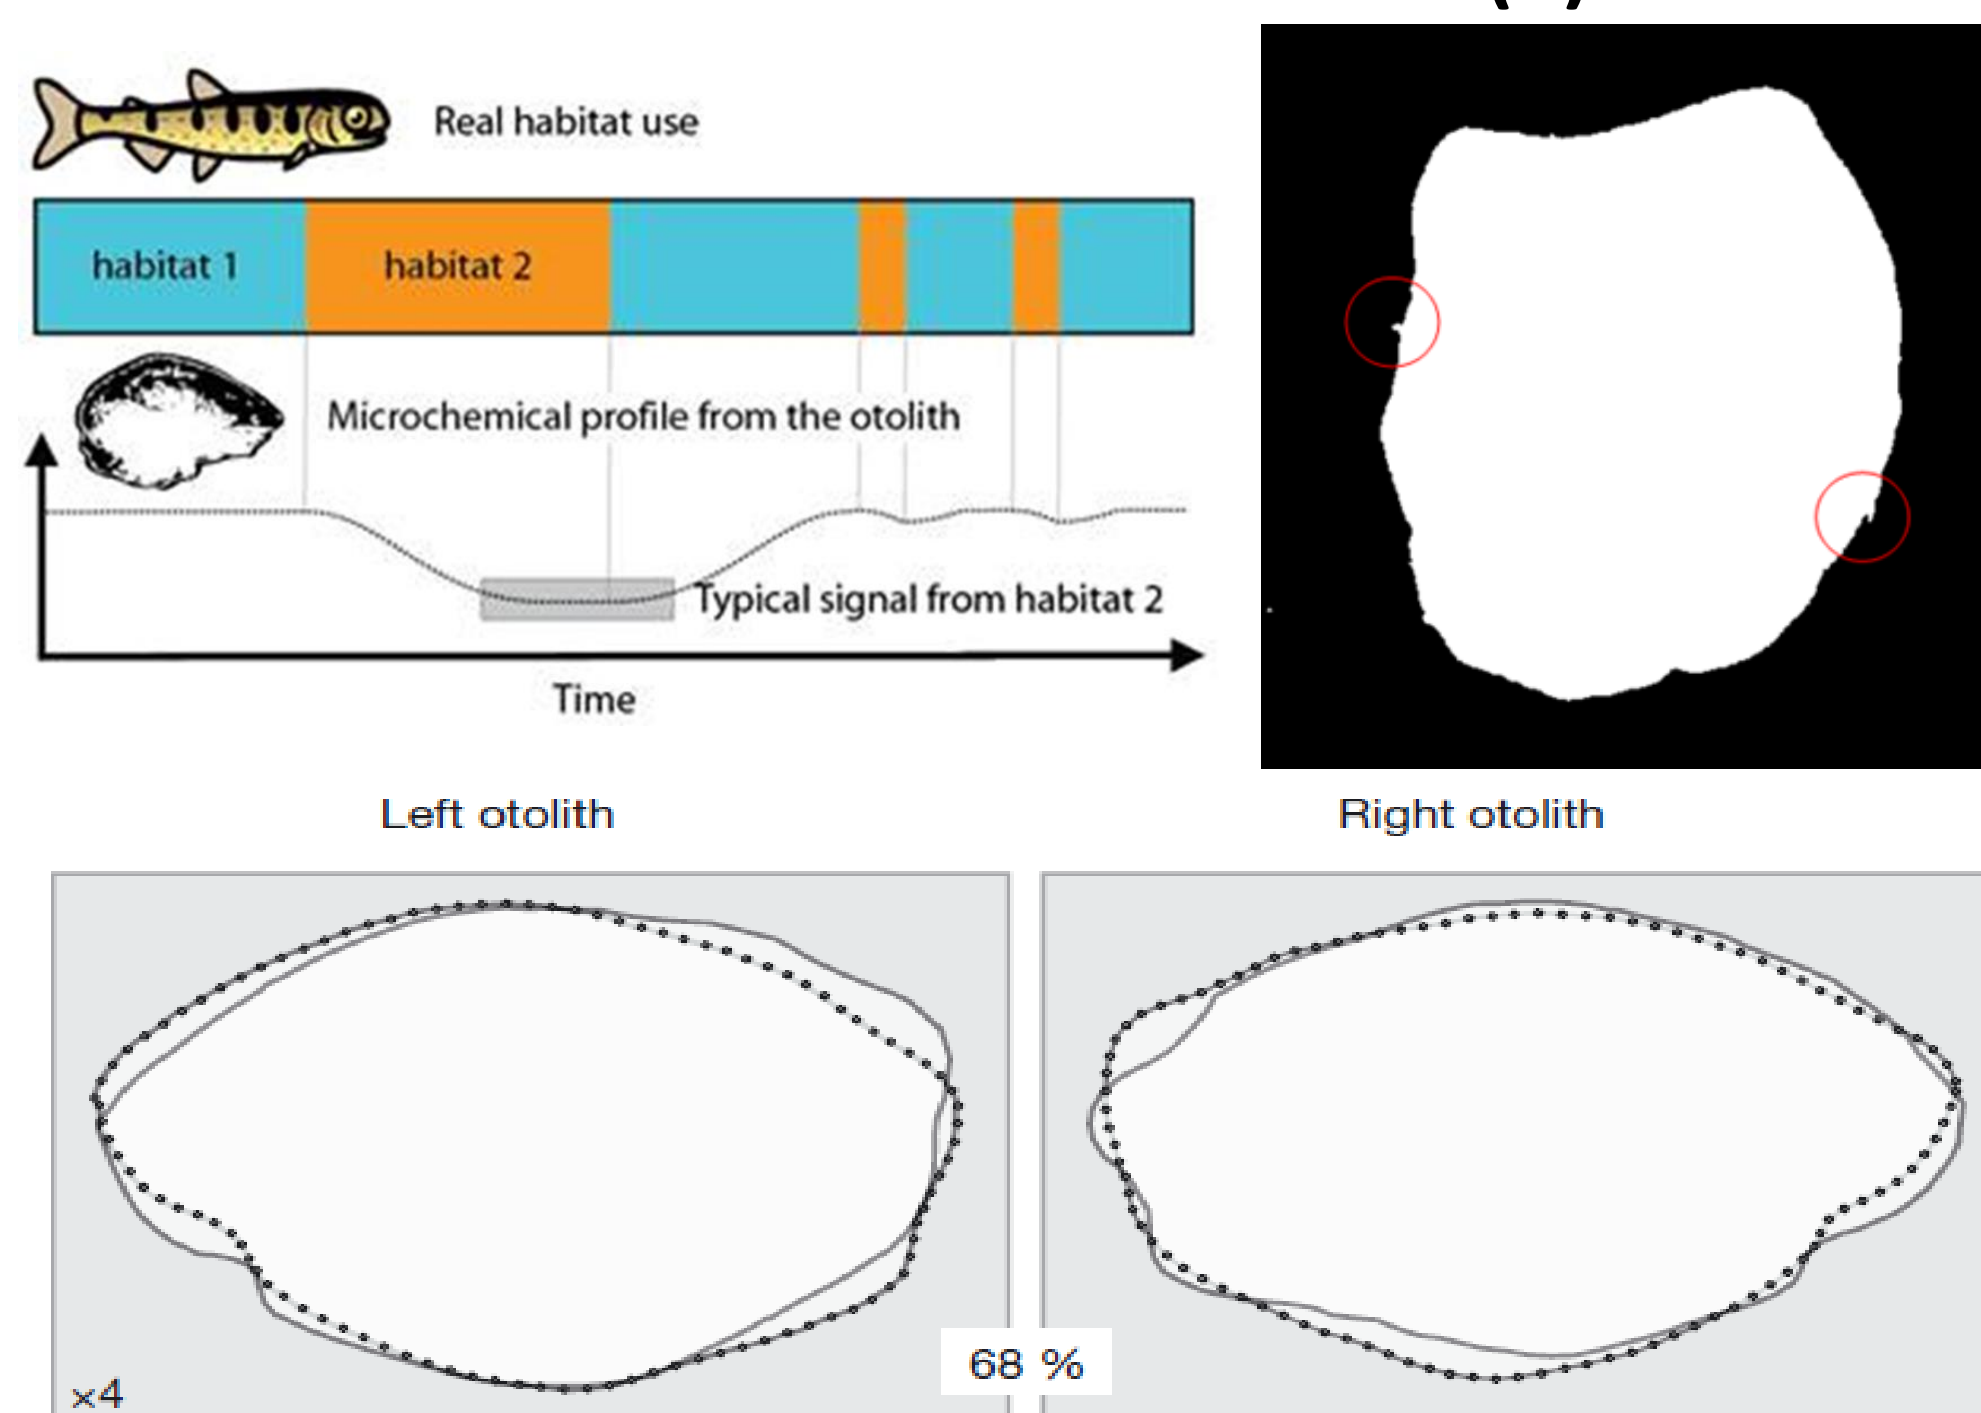 Real habitat use
habitat 1
habitat 2
Microchemical profile from the otolith
Typical signal from habitat 2
Time
Left otolith
Right otolith
68 %
×4